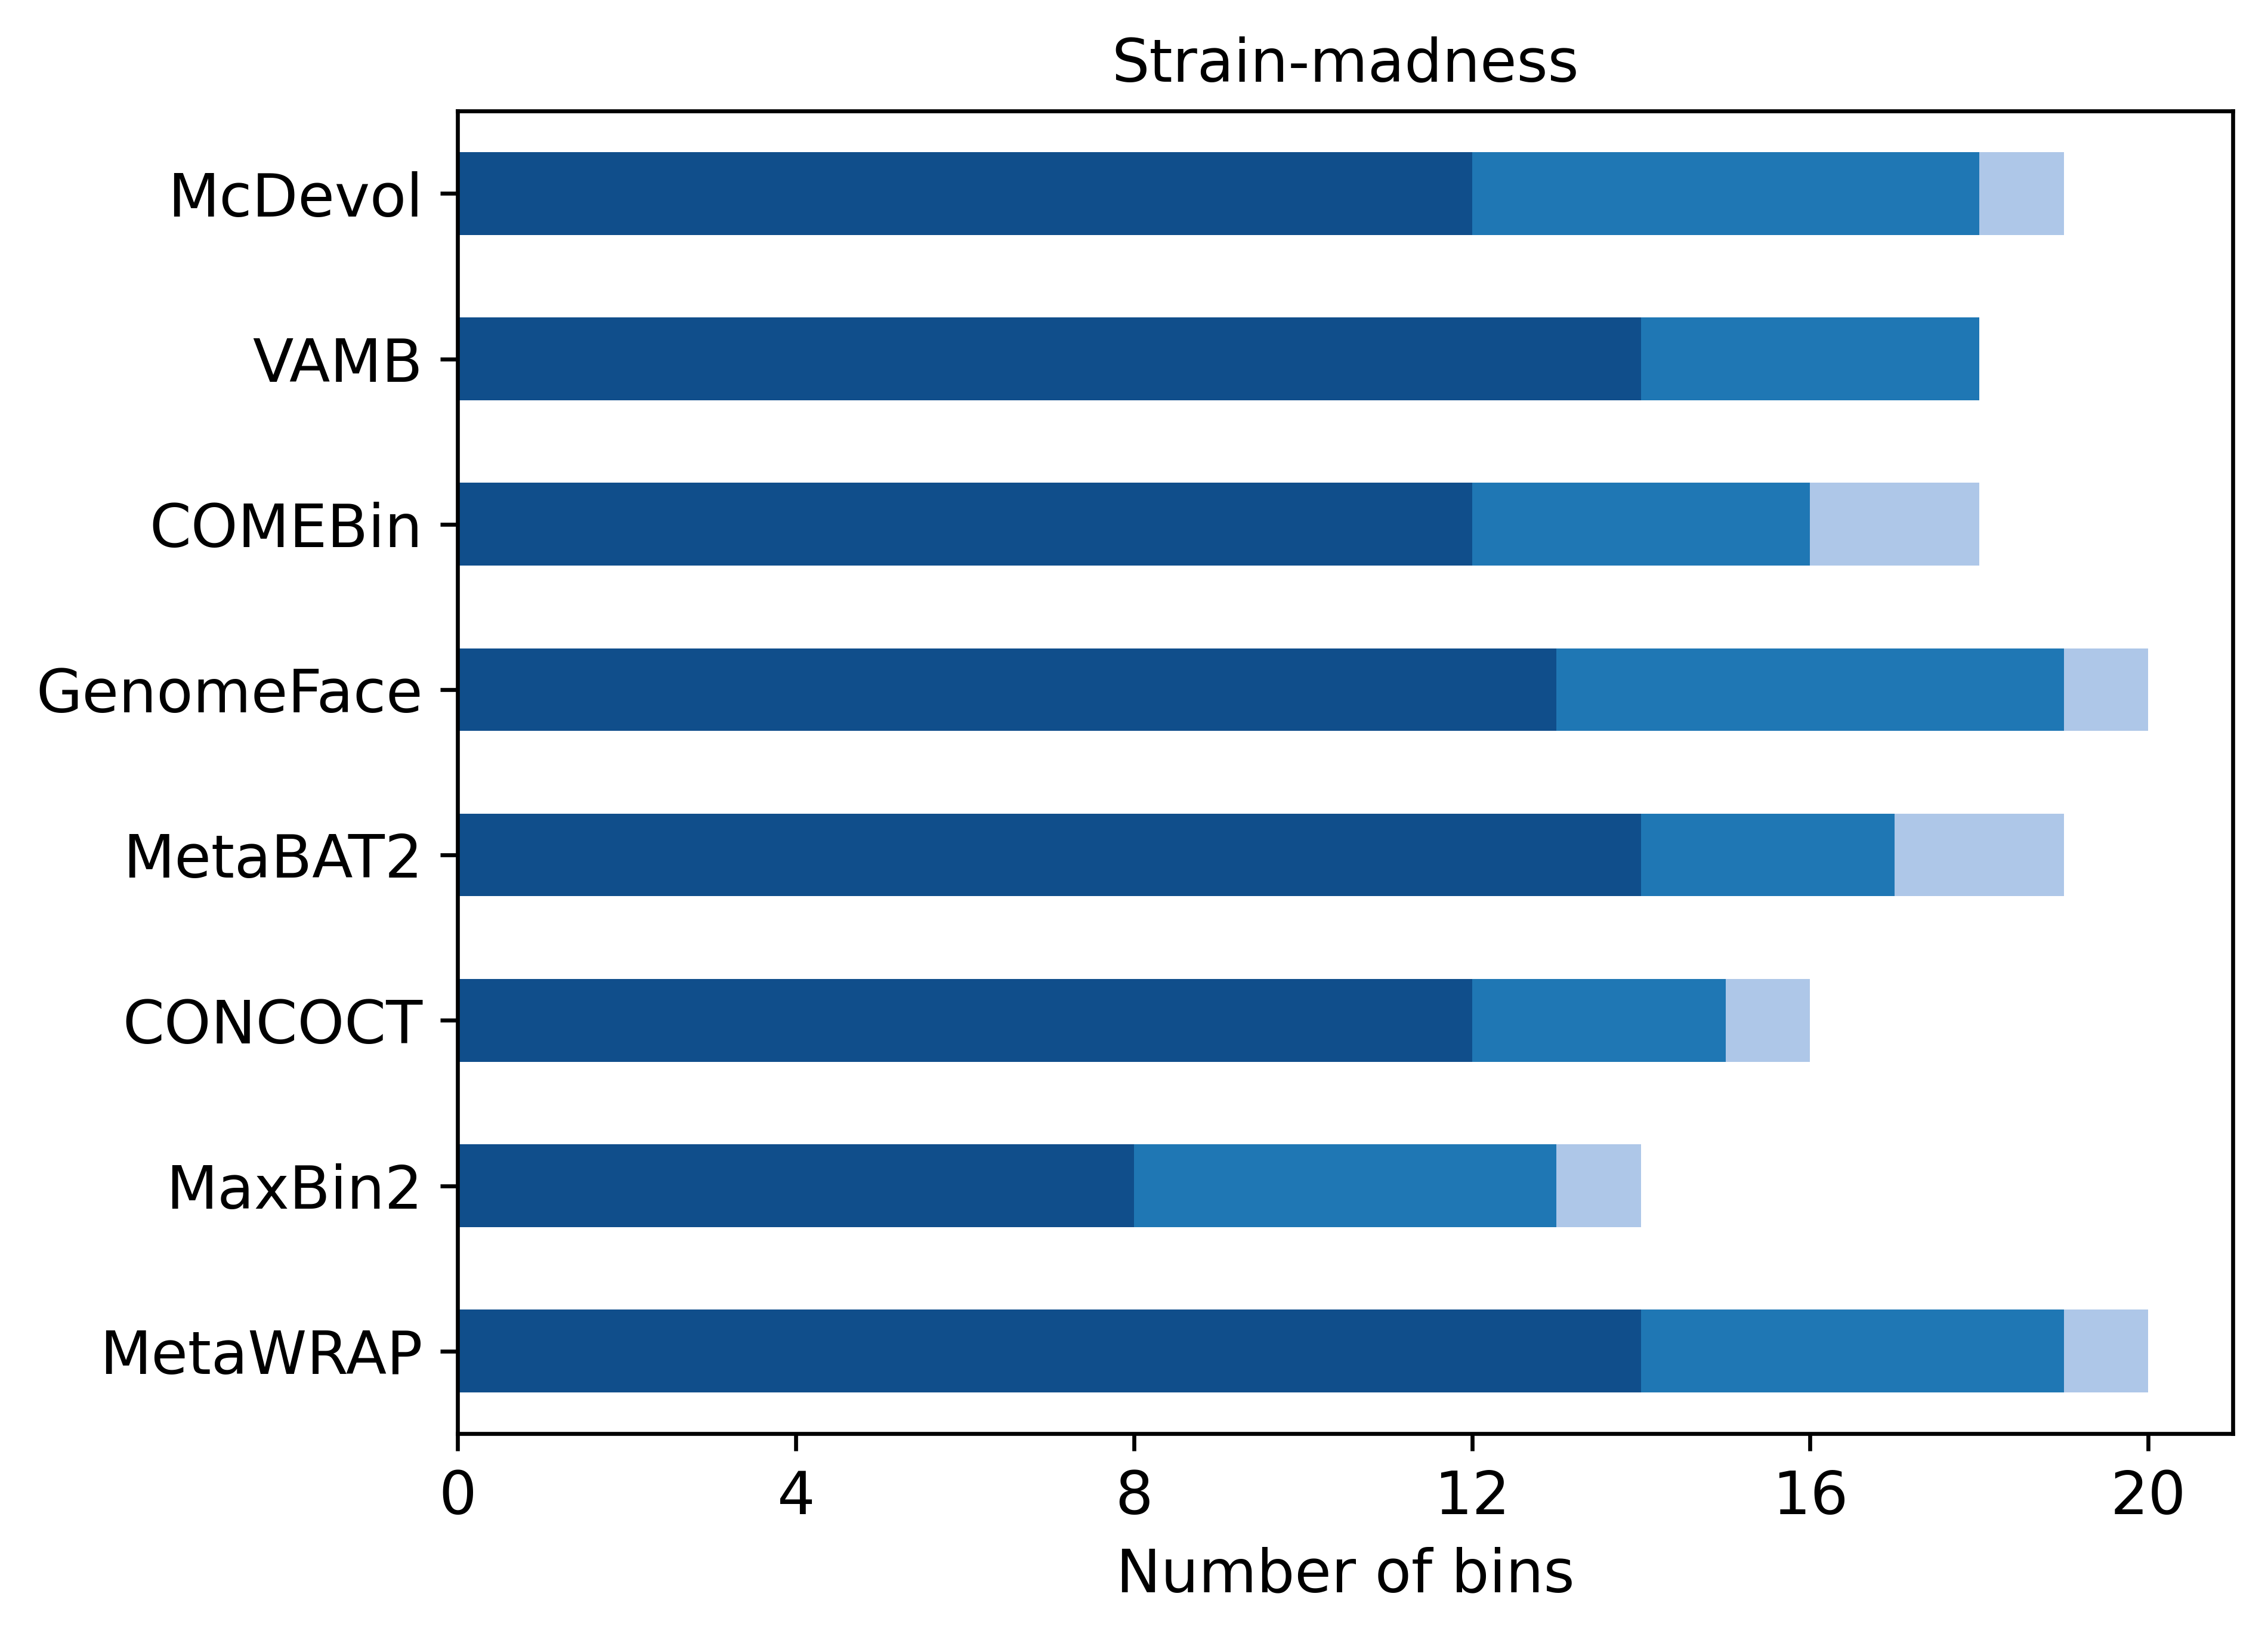 Strain-madness
McDevol
VAMB
COMEBin
GenomeFace
MetaBAT2
CONCOCT
MaxBin2
MetaWRAP
0 4 8 12 16 20
Number of bins